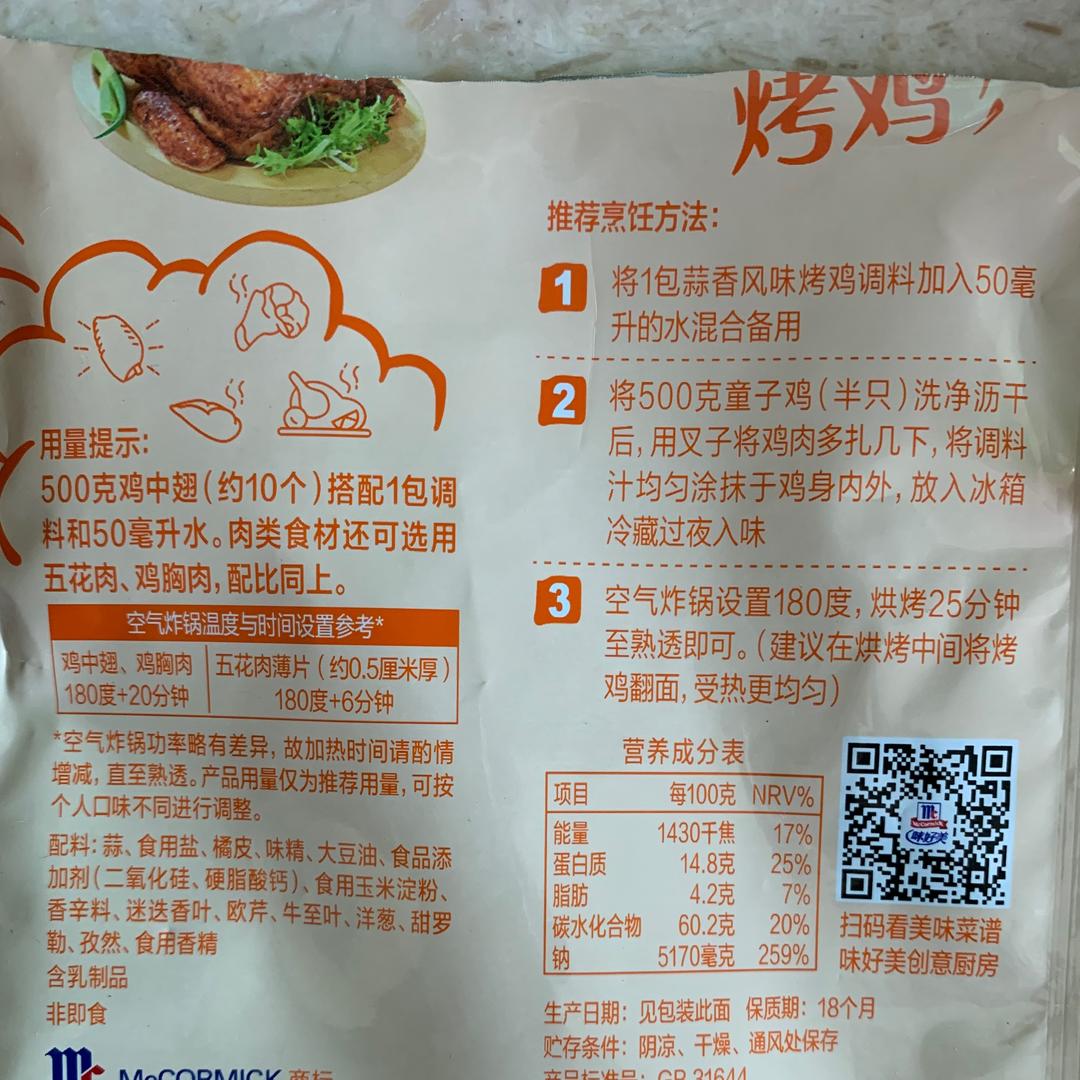 烤鸡
用量提示:
500克鸡中翅(约10个)搭配1包调
料和50毫升水。肉类食材还可选用
五花肉、鸡胸肉,配比同上。
空气炸锅温度与时间设置参考*
鸡中翅、鸡胸肉
180度+20分钟
五花肉薄片(约0.5厘米厚)
180度+6分钟
*空气炸锅功率略有差异,故加热时间请酌情
增减,直至熟透。产品用量仅为推荐用量,可按
个人口味不同进行调整。
配料:蒜、食用盐、橘皮、味精、大豆油、食品添
加剂(二氧化硅、硬脂酸钙)、食用玉米淀粉、
香辛料、迷迭香叶、欧芹、牛至叶、洋葱、甜罗
勒、孜然、食用香精
含乳制品
非即食
McCORMICK 商标
推荐烹饪方法:
1 将1包蒜香风味烤鸡调料加入50毫
升的水混合备用
2 将500克童子鸡(半只)洗净沥干
后,用叉子将鸡肉多扎几下,将调料
汁均匀涂抹于鸡身内外,放入冰箱
冷藏过夜入味
3 空气炸锅设置180度,烘烤25分钟
至熟透即可。(建议在烘烤中间将烤
鸡翻面,受热更均匀)
营养成分表
项目 每100克 NRV%
能量 1430千焦 17%
蛋白质 14.8克 25%
脂肪 4.2克 7%
碳水化合物 60.2克 20%
钠 5170毫克 259%
Mc
McCormick
味好美
扫码看美味菜谱
味好美创意厨房
生产日期:见包装此面 保质期:18个月
贮存条件:阴凉、干燥、通风处保存
产品标准号:GB 31644